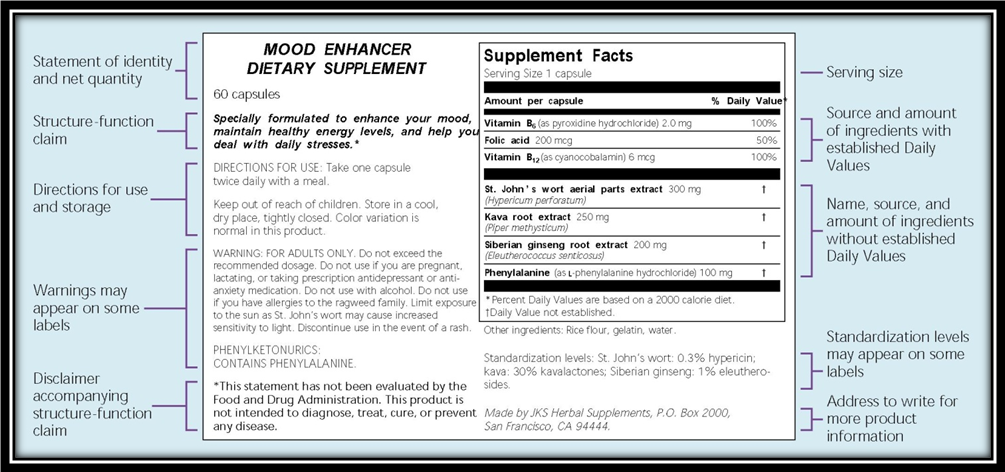 Statement of identity
and net quantity
Structure-function
claim
Directions for use
and storage
Warnings may
appear on some
labels
Disclaimer
accompanying
structure-function
claim
MOOD ENHANCER
DIETARY SUPPLEMENT
60 capsules
Specially formulated to enhance your mood,
maintain healthy energy levels, and help you
deal with daily stresses.*
DIRECTIONS FOR USE: Take one capsule
twice daily with a meal.
Keep out of reach of children. Store in a cool,
dry place, tightly closed. Color variation is
normal in this product.
WARNING: FOR ADULTS ONLY. Do not exceed the
recommended dosage. Do not use if you are pregnant,
lactating, or taking prescription antidepressant or anti-
anxiety medication. Do not use with alcohol. Do not use
if you have allergies to the ragweed family. Limit exposure
to the sun as St. John's wort may cause increased
sensitivity to light. Discontinue use in the event of a rash.
PHENYLKETONURICS:
CONTAINS PHENYLALANINE.
*This statement has not been evaluated by the
Food and Drug Administration. This product is
not intended to diagnose, treat, cure, or prevent
any disease.
Supplement Facts
Serving Size 1 capsule
Amount per capsule % Daily Value*
Vitamin B6 (as pyroxidine hydrochloride) 2.0 mg 100%
Folic acid 200 mcg 50%
Vitamin B12 (as cyanocobalamin) 6 mcg 100%
St. John's wort aerial parts extract 300 mg †
(Hypericum perforatum)
Kava root extract 250 mg †
(Piper methysticum)
Siberian ginseng root extract 200 mg †
(Eleutherococcus senticosus)
Phenylalanine (as L-phenylalanine hydrochloride) 100 mg †
*Percent Daily Values are based on a 2000 calorie diet.
†Daily Value not established.
Other ingredients: Rice flour, gelatin, water.
Standardization levels: St. John's wort: 0.3% hypericin;
kava: 30% kavalactones; Siberian ginseng: 1% eleuthero-
sides.
Made by JKS Herbal Supplements, P.O. Box 2000,
San Francisco, CA 94444.
Serving size
Source and amount
of ingredients with
established Daily
Values
Name, source, and
amount of ingredients
without established
Daily Values
Standardization levels
may appear on some
labels
Address to write for
more product
information